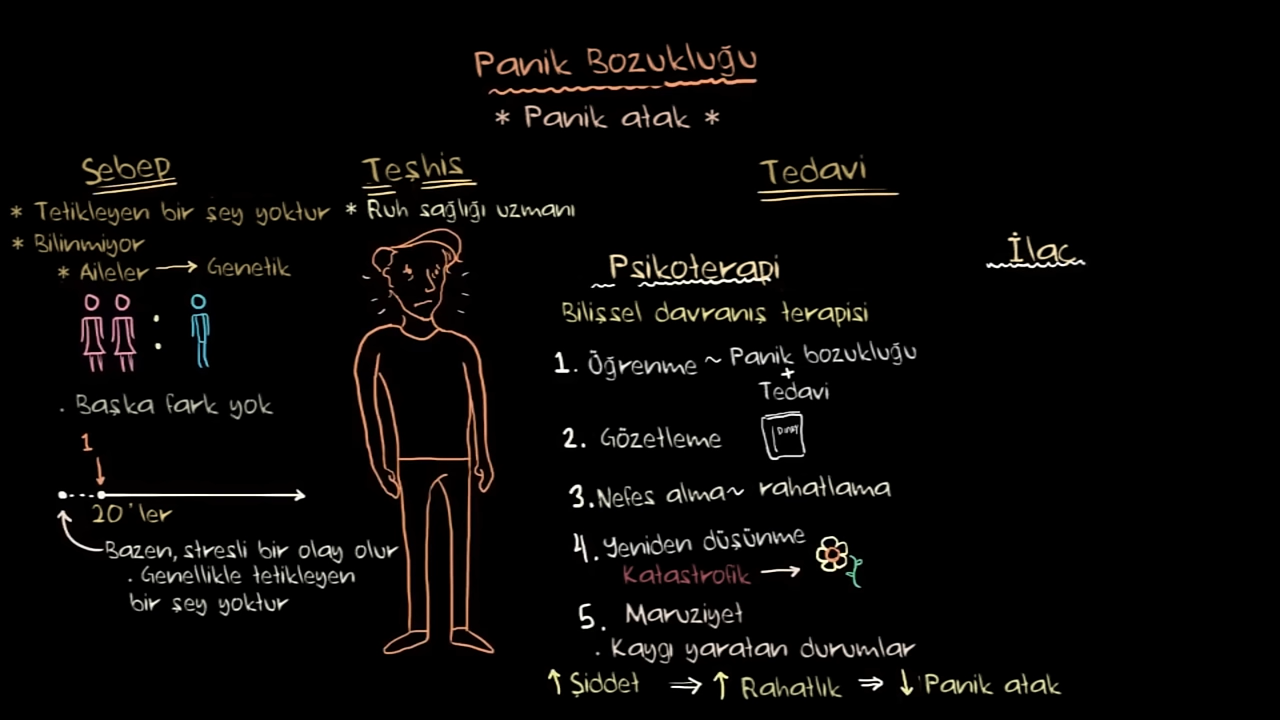 Panik Bozukluğu
* Panik atak *
Sebep
* Tetikleyen bir şey yoktur
* Bilinmiyor
* Aileler → Genetik
:
. Başka fark yok
1
20'ler
Bazen, stresli bir olay olur
. Genellikle tetikleyen
bir şey yoktur
Teşhis
* Ruh sağlığı uzmanı
Tedavi
Psikoterapi
Bilişsel davranış terapisi
1. Öğrenme ~ Panik bozukluğu
+
Tedavi
2. Gözetleme
3. Nefes alma ~ rahatlama
4. Yeniden düşünme
Katastrofik →
5. Maruziyet
. Kaygı yaratan durumlar
↑ Şiddet → ↑ Rahatlık → ↓ Panik atak
İlaç